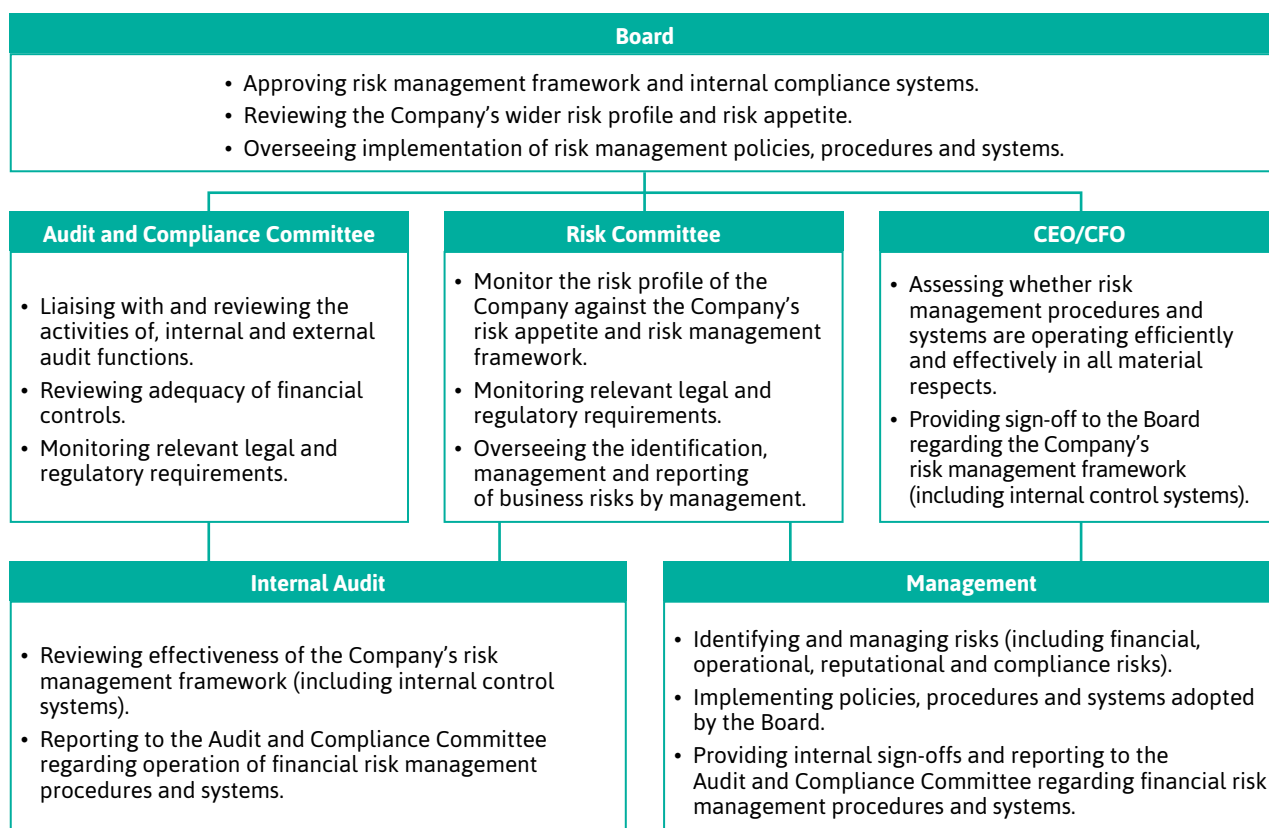 Board
• Approving risk management framework and internal compliance systems.
• Reviewing the Company’s wider risk profile and risk appetite.
• Overseeing implementation of risk management policies, procedures and systems.
Audit and Compliance Committee
• Liaising with and reviewing the
activities of, internal and external
audit functions.
• Reviewing adequacy of financial
controls.
• Monitoring relevant legal and
regulatory requirements.
Risk Committee
• Monitor the risk profile of the
Company against the Company’s
risk appetite and risk management
framework.
• Monitoring relevant legal and
regulatory requirements.
• Overseeing the identification,
management and reporting
of business risks by management.
CEO/CFO
• Assessing whether risk
management procedures and
systems are operating efficiently
and effectively in all material
respects.
• Providing sign-off to the Board
regarding the Company’s
risk management framework
(including internal control systems).
Internal Audit
• Reviewing effectiveness of the Company’s risk
management framework (including internal control
systems).
• Reporting to the Audit and Compliance Committee
regarding operation of financial risk management
procedures and systems.
Management
• Identifying and managing risks (including financial,
operational, reputational and compliance risks).
• Implementing policies, procedures and systems adopted
by the Board.
• Providing internal sign-offs and reporting to the
Audit and Compliance Committee regarding financial risk
management procedures and systems.